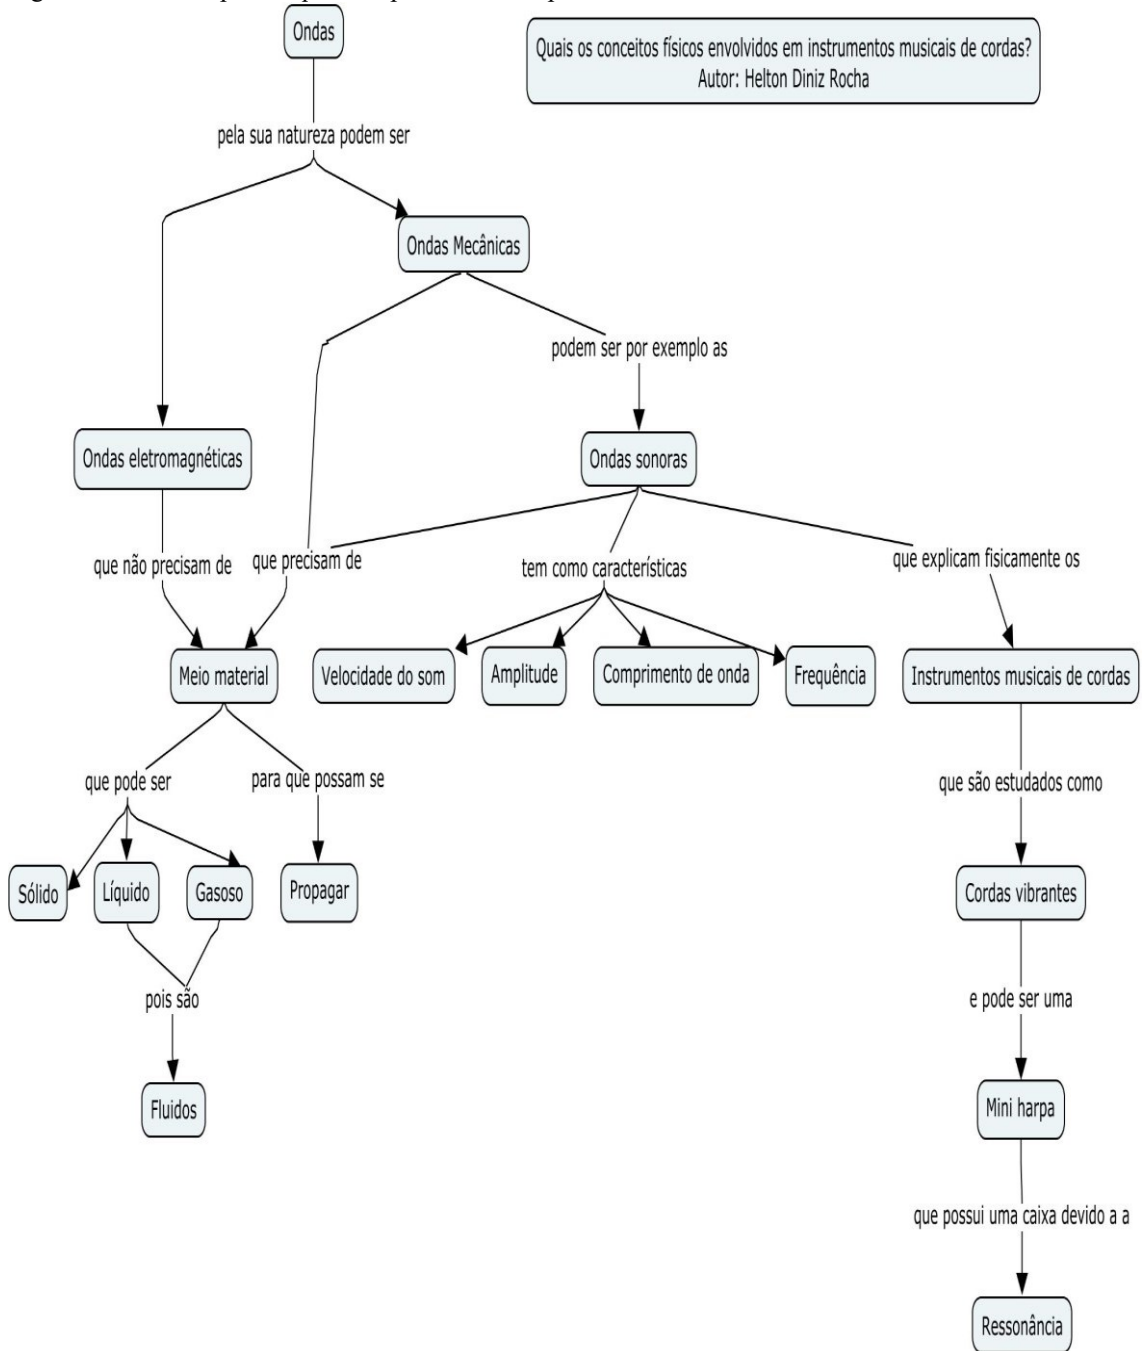 Ondas
Quais os conceitos físicos envolvidos em instrumentos musicais de cordas?
Autor: Helton Diniz Rocha
pela sua natureza podem ser
Ondas Mecânicas
podem ser por exemplo as
Ondas eletromagnéticas
Ondas sonoras
que não precisam de
que precisam de
tem como características
que explicam fisicamente os
Meio material
Velocidade do som
Amplitude
Comprimento de onda
Frequência
Instrumentos musicais de cordas
que pode ser
para que possam se
que são estudados como
Sólido
Líquido
Gasoso
Propagar
Cordas vibrantes
pois são
e pode ser uma
Fluidos
Mini harpa
que possui uma caixa devido a a
Ressonância